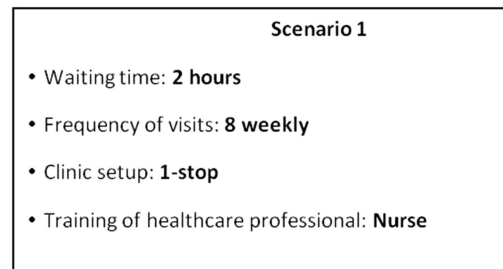 Scenario 1
• Waiting time: 2 hours
• Frequency of visits: 8 weekly
• Clinic setup: 1-stop
• Training of healthcare professional: Nurse